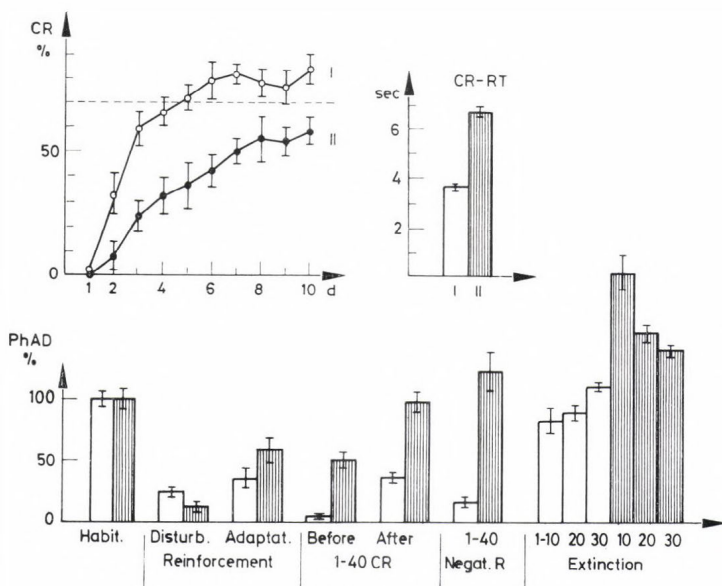 CR
%
I
II
50
0
1 2 4 6 8 10 d
CR-RT
sec
6
4
2
I II
PhAD
%
100
50
0
Habit. Disturb. Adaptat. Before After 1-40 1-10 20 30 10 20 30
Reinforcement 1-40 CR Negat. R Extinction